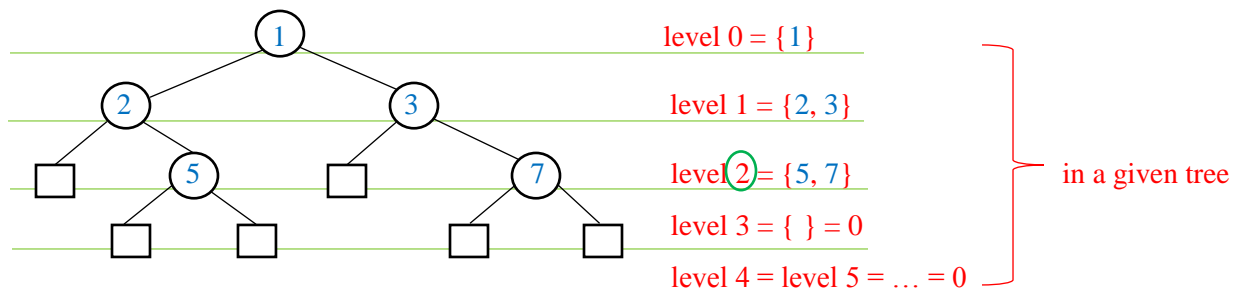 1 level 0 = {1}
2 3 level 1 = {2, 3}
5 7 level 2 = {5, 7} in a given tree
level 3 = { } = 0
level 4 = level 5 = … = 0